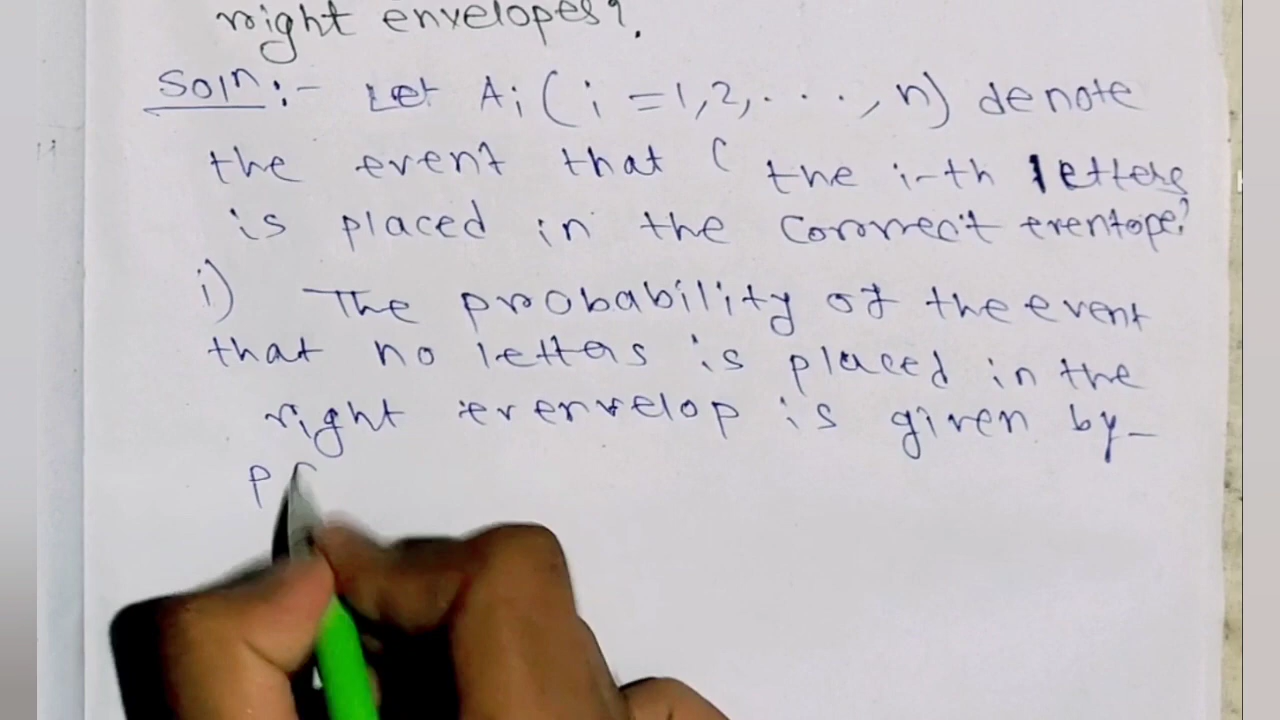 right envelopes?
Soln:- Let Ai (i = 1, 2, . . . ., n) denote
the event that ( the i-th letters
is placed in the correct erentope?
i) The probability of the event
that no letters is placed in the
right erenvelop is given by-
P(